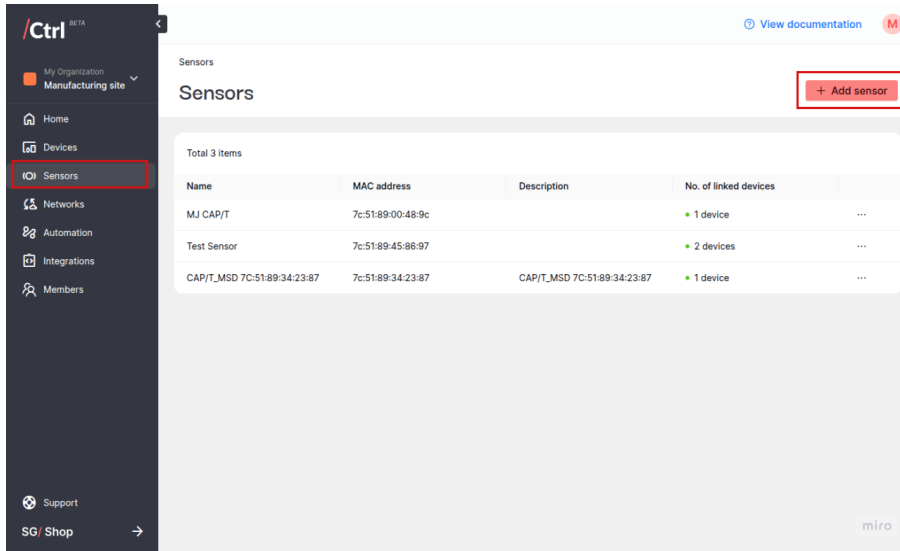 /Ctrl BETA
View documentation
M
My Organization
Manufacturing site
Home
Devices
Sensors
Networks
Automation
Integrations
Members
Support
SG/ Shop
Sensors
Sensors
+ Add sensor
Total 3 items
Name MAC address Description No. of linked devices
MJ CAP/T 7c:51:89:00:48:9c 1 device ...
Test Sensor 7c:51:89:45:86:97 2 devices ...
CAP/T_MSD 7C:51:89:34:23:87 7c:51:89:34:23:87 CAP/T_MSD 7C:51:89:34:23:87 1 device ...
miro